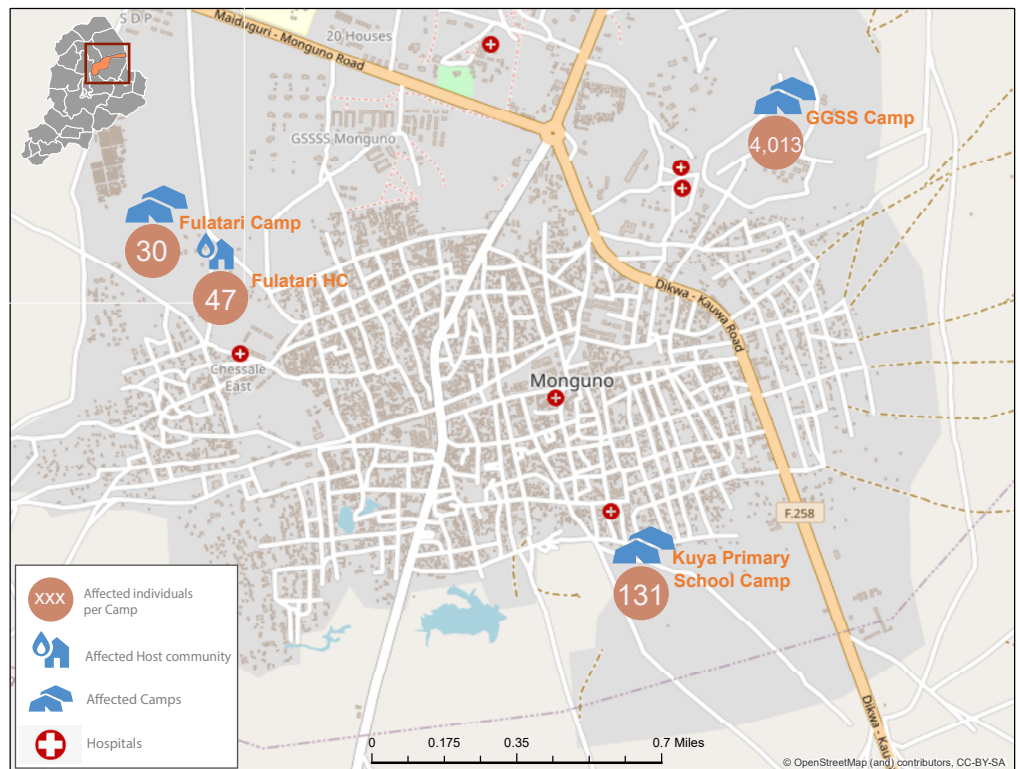 S D P
Maiduguri - Monguno Road
20 Houses
GSSSS Monguno
GGSS Camp
4,013
Fulatari Camp
30
Fulatari HC
47
Chessale
East
Dikwa - Kauwa Road
Monguno
F.258
Kuya Primary
School Camp
131
XXX
Affected individuals
per Camp
Affected Host community
Affected Camps
Hospitals
0 0.175 0.35 0.7 Miles
Dikwa - Kau
© OpenStreetMap (and) contributors, CC-BY-SA